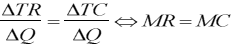 ΔTR/ΔQ = ΔTC/ΔQ ⇔ MR = MC